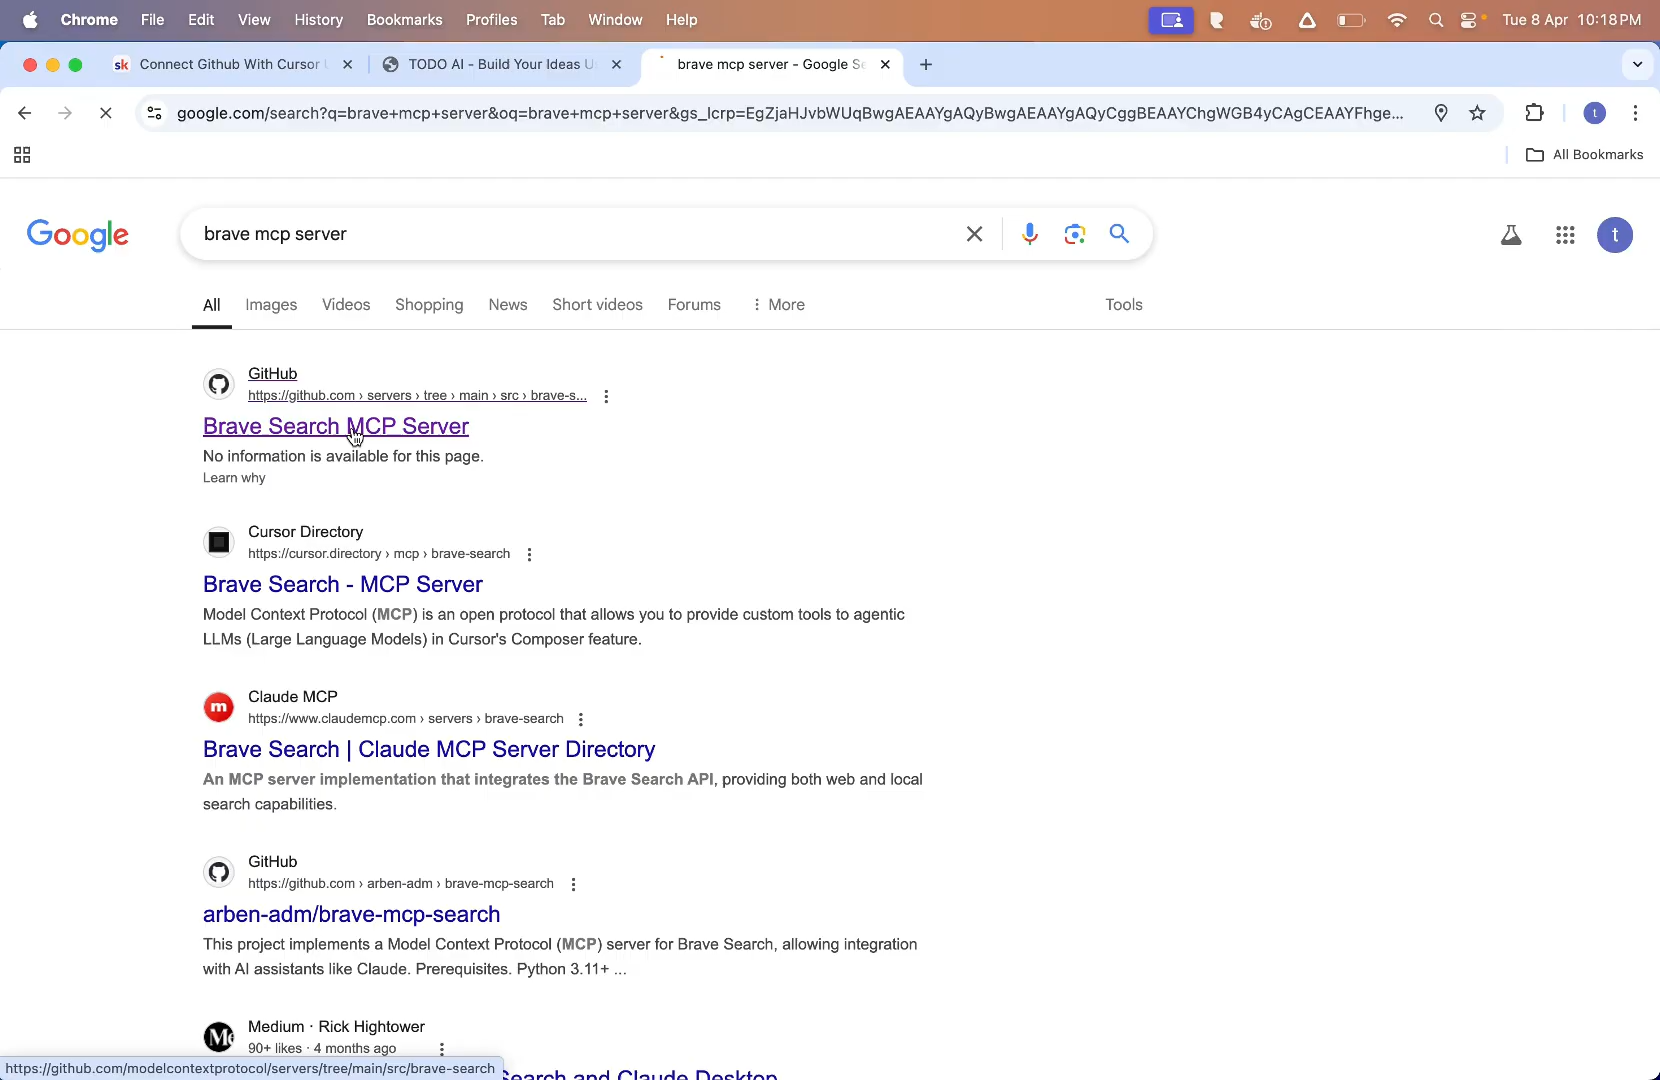 Chrome File Edit View History Bookmarks Profiles Tab Window Help Tue 8 Apr 10:18 PM
sk Connect Github With Cursor TODO AI - Build Your Ideas U brave mcp server - Google Se
google.com/search?q=brave+mcp+server&oq=brave+mcp+server&gs_lcrp=EgZjaHJvbWUqBwgAEAAYgAQyBwgAEAAYgAQyCggBEAAYChgWGB4yCAgCEAAYFhge... t
All Bookmarks
Google brave mcp server t
All Images Videos Shopping News Short videos Forums More Tools
GitHub
https://github.com › servers › tree › main › src › brave-s...
Brave Search MCP Server
No information is available for this page.
Learn why
Cursor Directory
https://cursor.directory › mcp › brave-search
Brave Search - MCP Server
Model Context Protocol (MCP) is an open protocol that allows you to provide custom tools to agentic
LLMs (Large Language Models) in Cursor's Composer feature.
m Claude MCP
https://www.claudemcp.com › servers › brave-search
Brave Search | Claude MCP Server Directory
An MCP server implementation that integrates the Brave Search API, providing both web and local
search capabilities.
GitHub
https://github.com › arben-adm › brave-mcp-search
arben-adm/brave-mcp-search
This project implements a Model Context Protocol (MCP) server for Brave Search, allowing integration
with AI assistants like Claude. Prerequisites. Python 3.11+ ...
Medium · Rick Hightower
90+ likes · 4 months ago
Search and Claude Desktop
https://github.com/modelcontextprotocol/servers/tree/main/src/brave-search